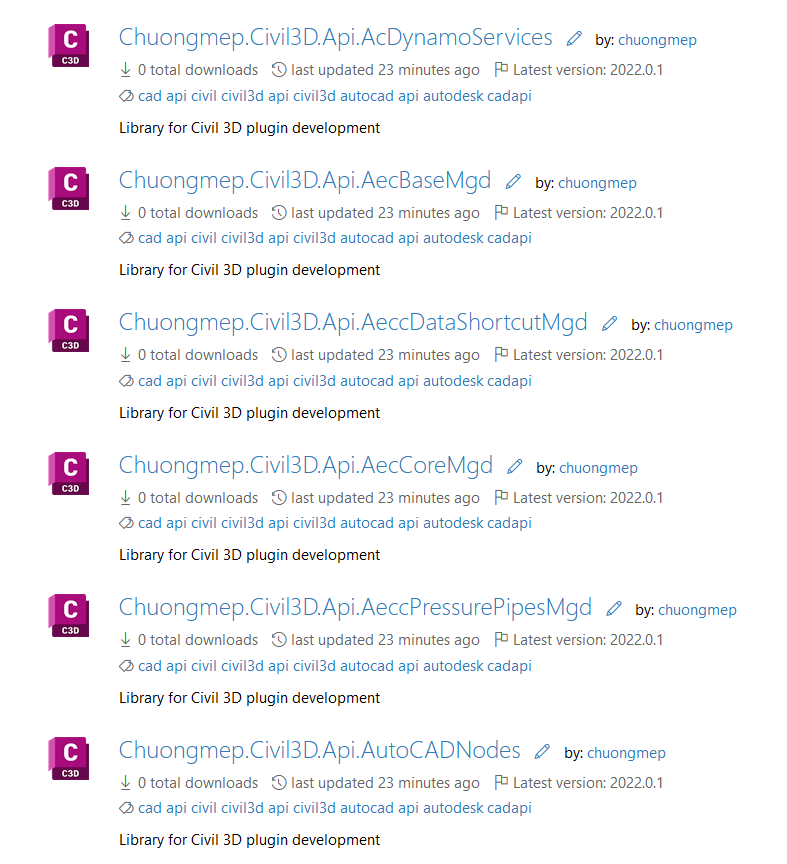 C
C3D
Chuongmep.Civil3D.Api.AcDynamoServices by: chuongmep
0 total downloads last updated 23 minutes ago Latest version: 2022.0.1
cad api civil civil3d api civil3d autocad api autodesk cadapi
Library for Civil 3D plugin development
C
C3D
Chuongmep.Civil3D.Api.AecBaseMgd by: chuongmep
0 total downloads last updated 23 minutes ago Latest version: 2022.0.1
cad api civil civil3d api civil3d autocad api autodesk cadapi
Library for Civil 3D plugin development
C
C3D
Chuongmep.Civil3D.Api.AeccDataShortcutMgd by: chuongmep
0 total downloads last updated 23 minutes ago Latest version: 2022.0.1
cad api civil civil3d api civil3d autocad api autodesk cadapi
Library for Civil 3D plugin development
C
C3D
Chuongmep.Civil3D.Api.AecCoreMgd by: chuongmep
0 total downloads last updated 23 minutes ago Latest version: 2022.0.1
cad api civil civil3d api civil3d autocad api autodesk cadapi
Library for Civil 3D plugin development
C
C3D
Chuongmep.Civil3D.Api.AeccPressurePipesMgd by: chuongmep
0 total downloads last updated 23 minutes ago Latest version: 2022.0.1
cad api civil civil3d api civil3d autocad api autodesk cadapi
Library for Civil 3D plugin development
C
C3D
Chuongmep.Civil3D.Api.AutoCADNodes by: chuongmep
0 total downloads last updated 23 minutes ago Latest version: 2022.0.1
cad api civil civil3d api civil3d autocad api autodesk cadapi
Library for Civil 3D plugin development